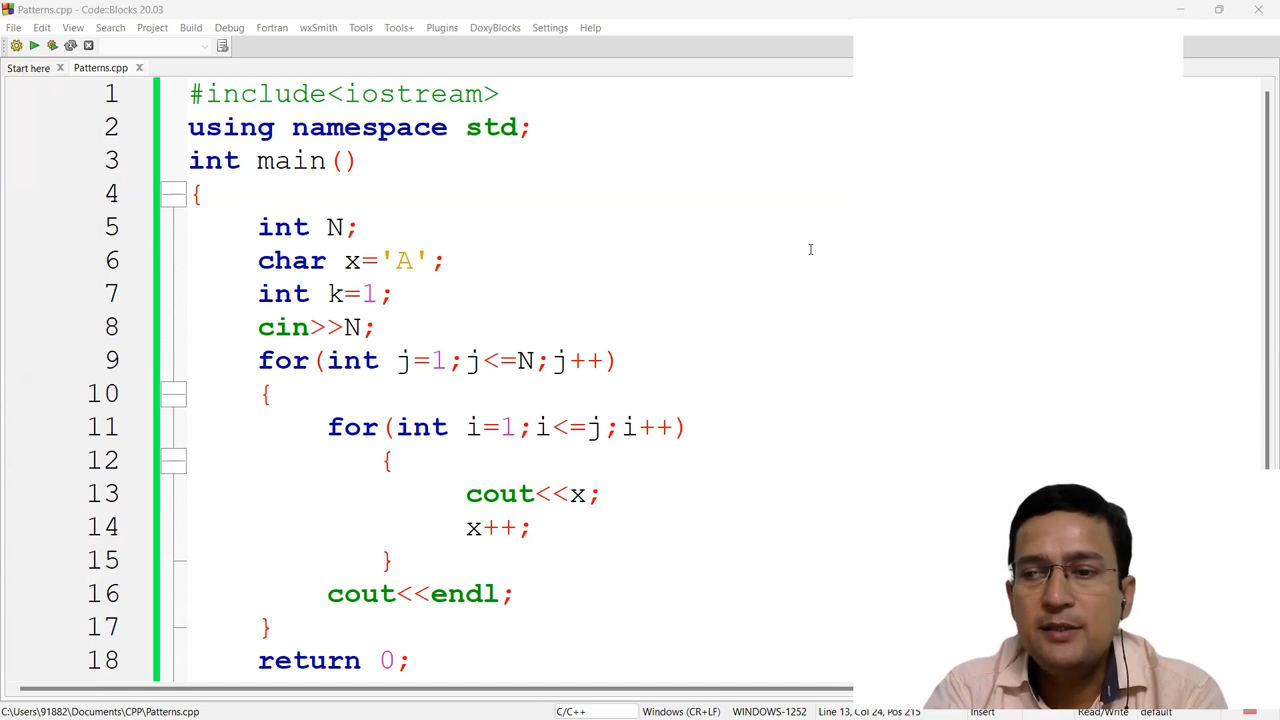 Patterns.cpp - Code::Blocks 20.03
File Edit View Search Project Build Debug Fortran wxSmith Tools Tools+ Plugins DoxyBlocks Settings Help
Start here Patterns.cpp
1 #include<iostream>
2 using namespace std;
3 int main()
4 {
5 int N;
6 char x='A';
7 int k=1;
8 cin>>N;
9 for(int j=1;j<=N;j++)
10 {
11 for(int i=1;i<=j;i++)
12 {
13 cout<<x;
14 x++;
15 }
16 cout<<endl;
17 }
18 return 0;
C:\Users\91882\Documents\CPP\Patterns.cpp C/C++ Windows (CR+LF) WINDOWS-1252 Line 13, Col 24, Pos 215 Insert Read/Write default